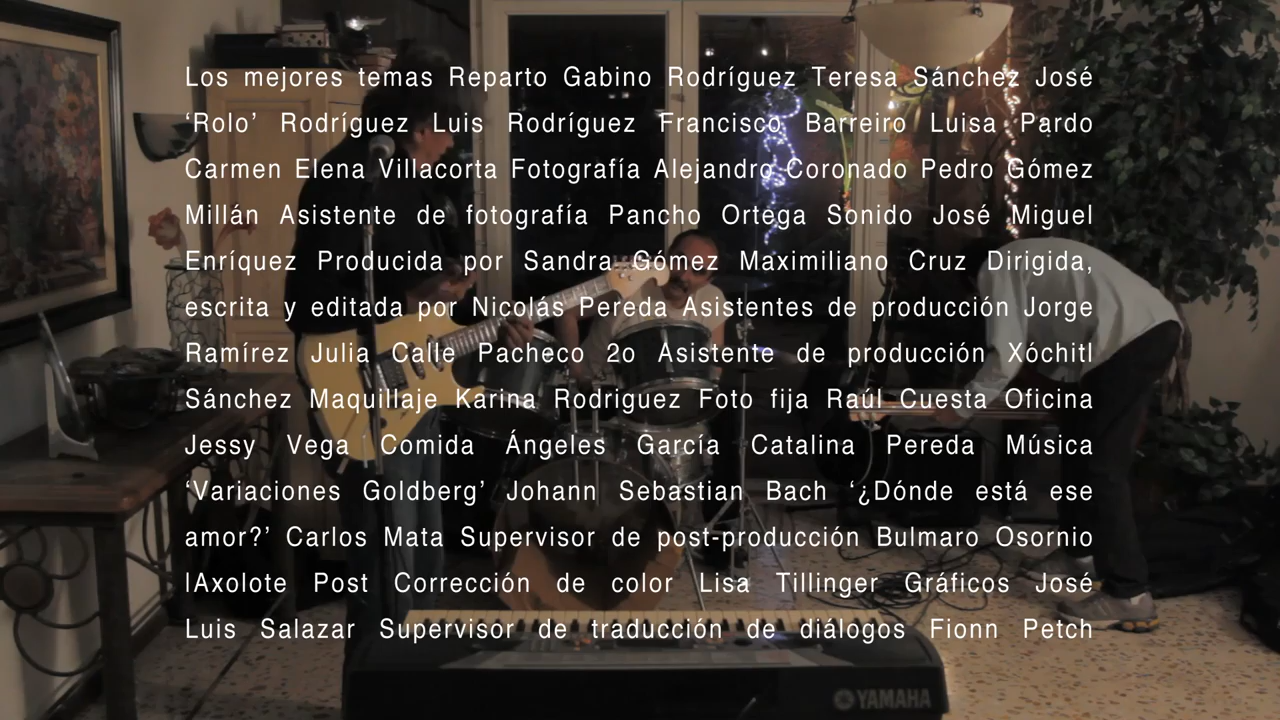 Los mejores temas Reparto Gabino Rodríguez Teresa Sánchez José
‘Rolo’ Rodríguez Luis Rodríguez Francisco Barreiro Luisa Pardo
Carmen Elena Villacorta Fotografía Alejandro Coronado Pedro Gómez
Millán Asistente de fotografía Pancho Ortega Sonido José Miguel
Enríquez Producida por Sandra Gómez Maximiliano Cruz Dirigida,
escrita y editada por Nicolás Pereda Asistentes de producción Jorge
Ramírez Julia Calle Pacheco 2o Asistente de producción Xóchitl
Sánchez Maquillaje Karina Rodriguez Foto fija Raúl Cuesta Oficina
Jessy Vega Comida Ángeles García Catalina Pereda Música
‘Variaciones Goldberg’ Johann Sebastian Bach ‘¿Dónde está ese
amor?’ Carlos Mata Supervisor de post-producción Bulmaro Osornio
lAxolote Post Corrección de color Lisa Tillinger Gráficos José
Luis Salazar Supervisor de traducción de diálogos Fionn Petch
YAMAHA